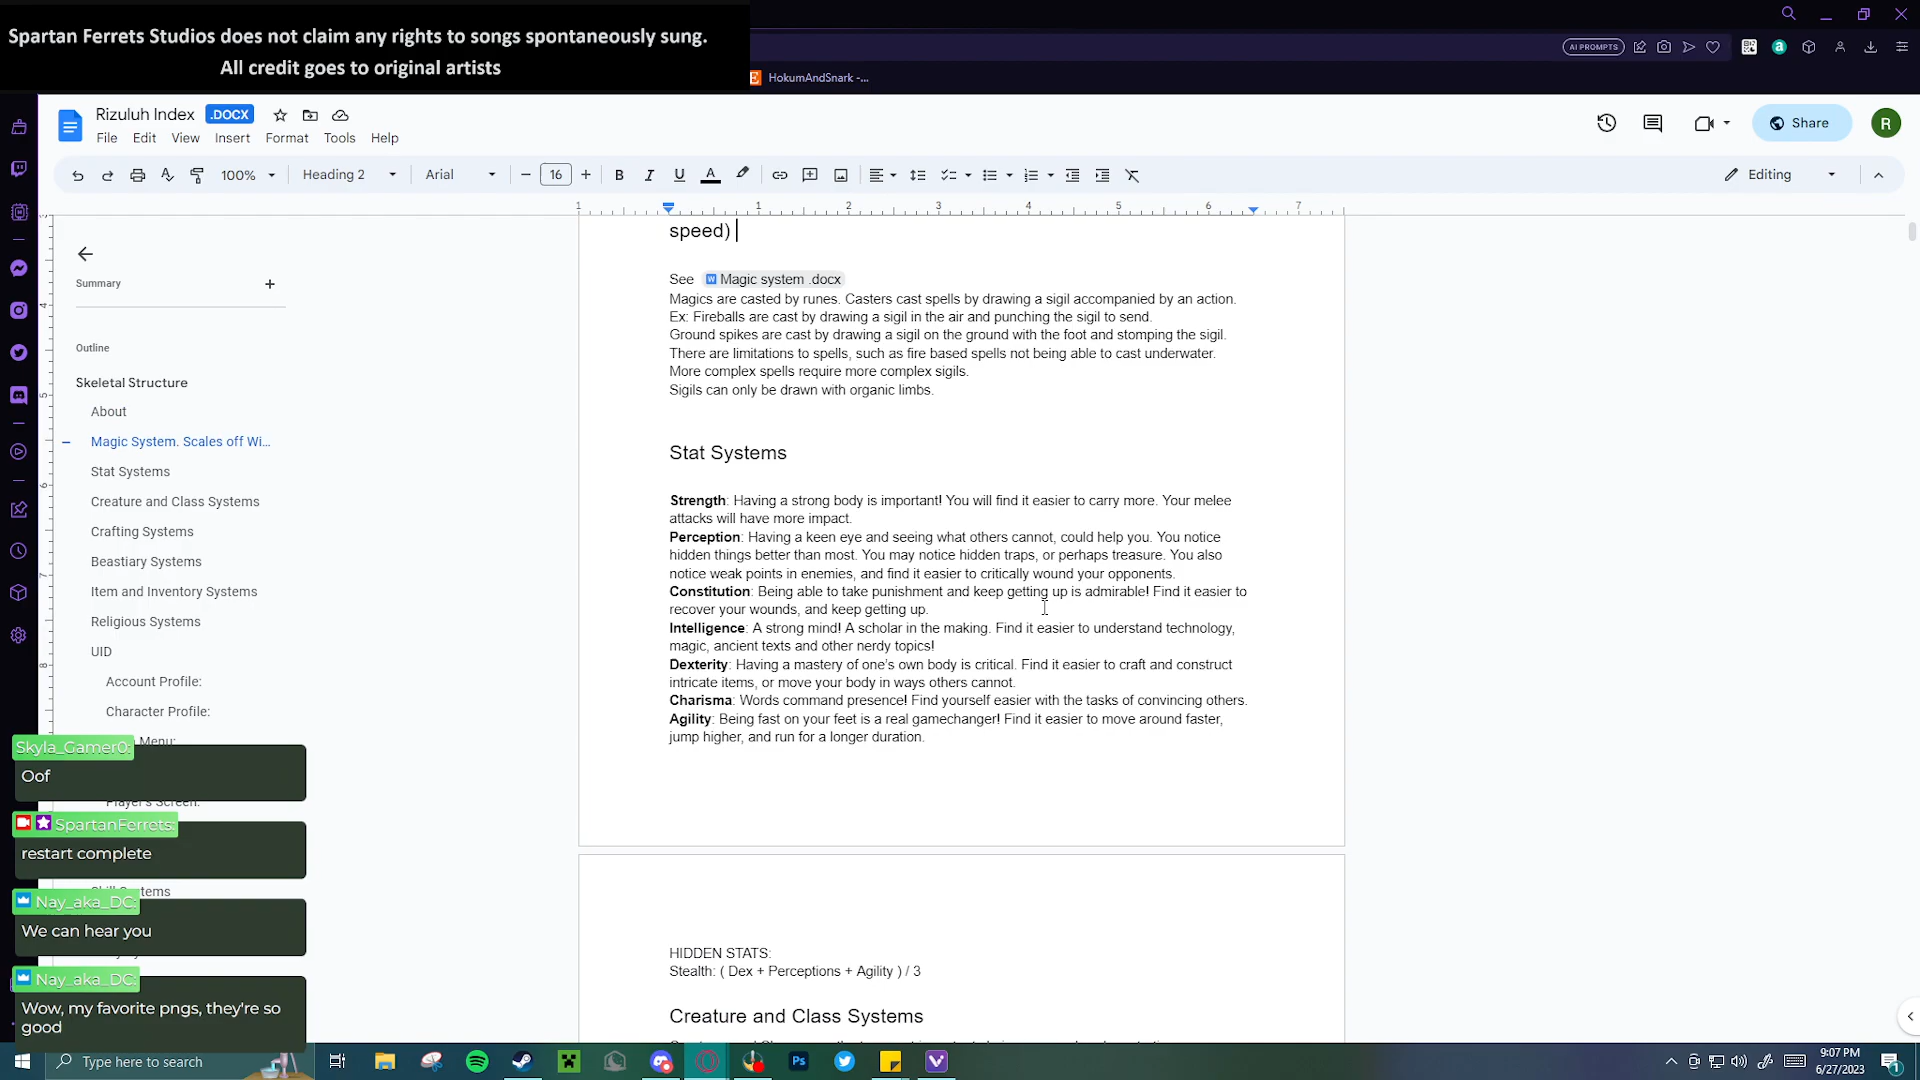 Spartan Ferrets Studios does not claim any rights to songs spontaneously sung.
All credit goes to original artists
AI PROMPTS
HokumAndSnark -...
Rizuluh Index .DOCX
File Edit View Insert Format Tools Help
Share
R
100% Heading 2 Arial 16 Editing
1 1 2 3 4 5 6 7
Summary
Outline
Skeletal Structure
About
Magic System. Scales off Wi...
Stat Systems
Creature and Class Systems
Crafting Systems
Beastiary Systems
Item and Inventory Systems
Religious Systems
UID
Account Profile:
Character Profile:
Menu:
Player's Screen:
speed)
See Magic system .docx
Magics are casted by runes. Casters cast spells by drawing a sigil accompanied by an action.
Ex: Fireballs are cast by drawing a sigil in the air and punching the sigil to send.
Ground spikes are cast by drawing a sigil on the ground with the foot and stomping the sigil.
There are limitations to spells, such as fire based spells not being able to cast underwater.
More complex spells require more complex sigils.
Sigils can only be drawn with organic limbs.
Stat Systems
Strength: Having a strong body is important! You will find it easier to carry more. Your melee
attacks will have more impact.
Perception: Having a keen eye and seeing what others cannot, could help you. You notice
hidden things better than most. You may notice hidden traps, or perhaps treasure. You also
notice weak points in enemies, and find it easier to critically wound your opponents.
Constitution: Being able to take punishment and keep getting up is admirable! Find it easier to
recover your wounds, and keep getting up.
Intelligence: A strong mind! A scholar in the making. Find it easier to understand technology,
magic, ancient texts and other nerdy topics!
Dexterity: Having a mastery of one's own body is critical. Find it easier to craft and construct
intricate items, or move your body in ways others cannot.
Charisma: Words command presence! Find yourself easier with the tasks of convincing others.
Agility: Being fast on your feet is a real gamechanger! Find it easier to move around faster,
jump higher, and run for a longer duration.
HIDDEN STATS:
Stealth: ( Dex + Perceptions + Agility ) / 3
Creature and Class Systems
Skyla_Gamer0:
Oof
SpartanFerrets:
restart complete
Nay_aka_DC:
We can hear you
Nay_aka_DC:
Wow, my favorite pngs, they're so
good
Type here to search
Ps
9:07 PM
6/27/2023
1